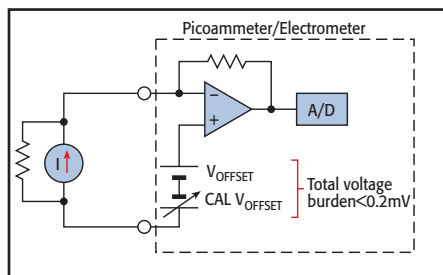 Picoammeter/Electrometer
−
+
A/D
I
VOFFSET
CAL VOFFSET
Total voltage
burden<0.2mV